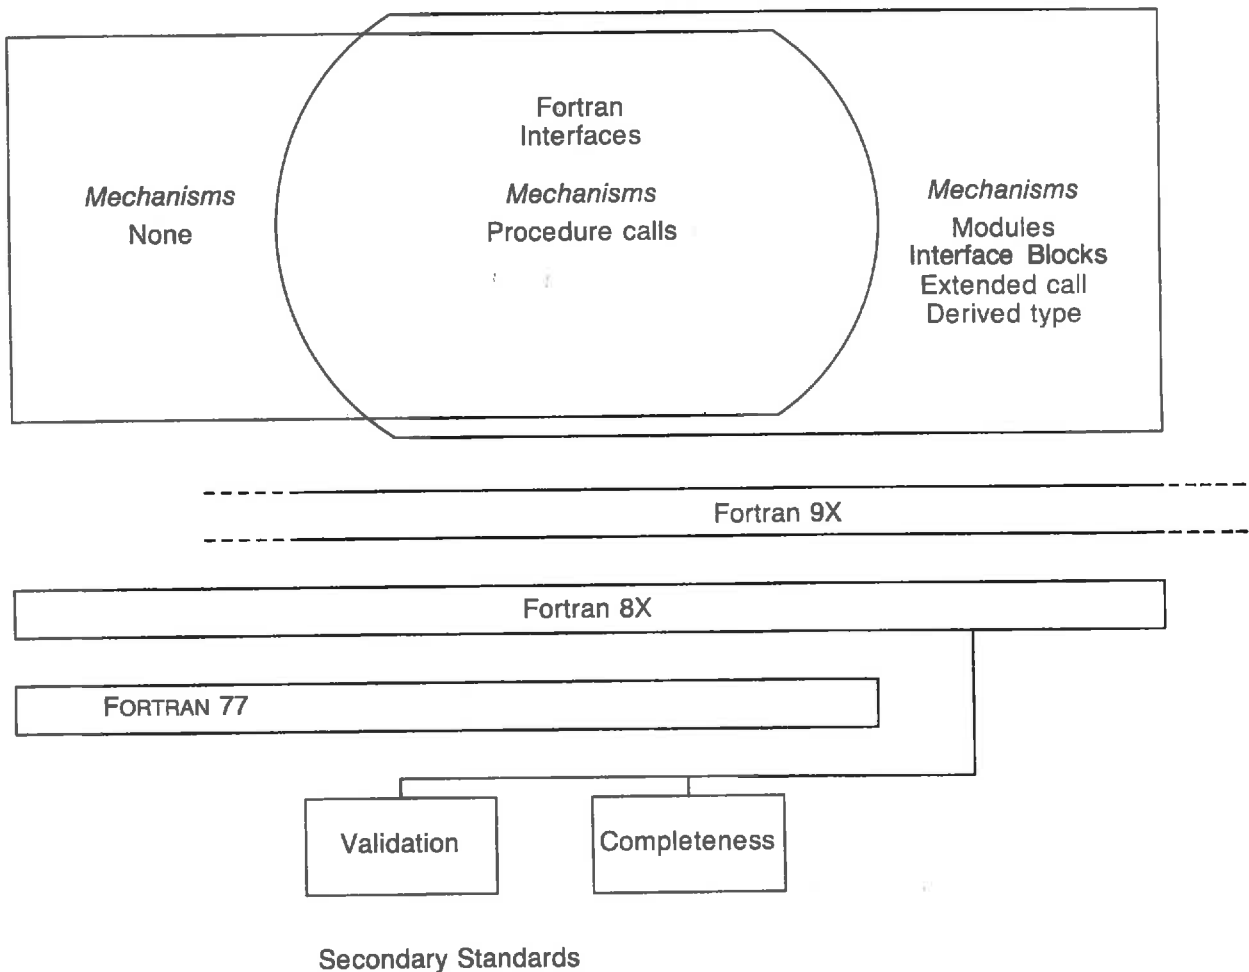 Fortran
Interfaces
Mechanisms
None
Mechanisms
Procedure calls
Mechanisms
Modules
Interface Blocks
Extended call
Derived type
Fortran 9X
Fortran 8X
FORTRAN 77
Validation
Completeness
Secondary Standards